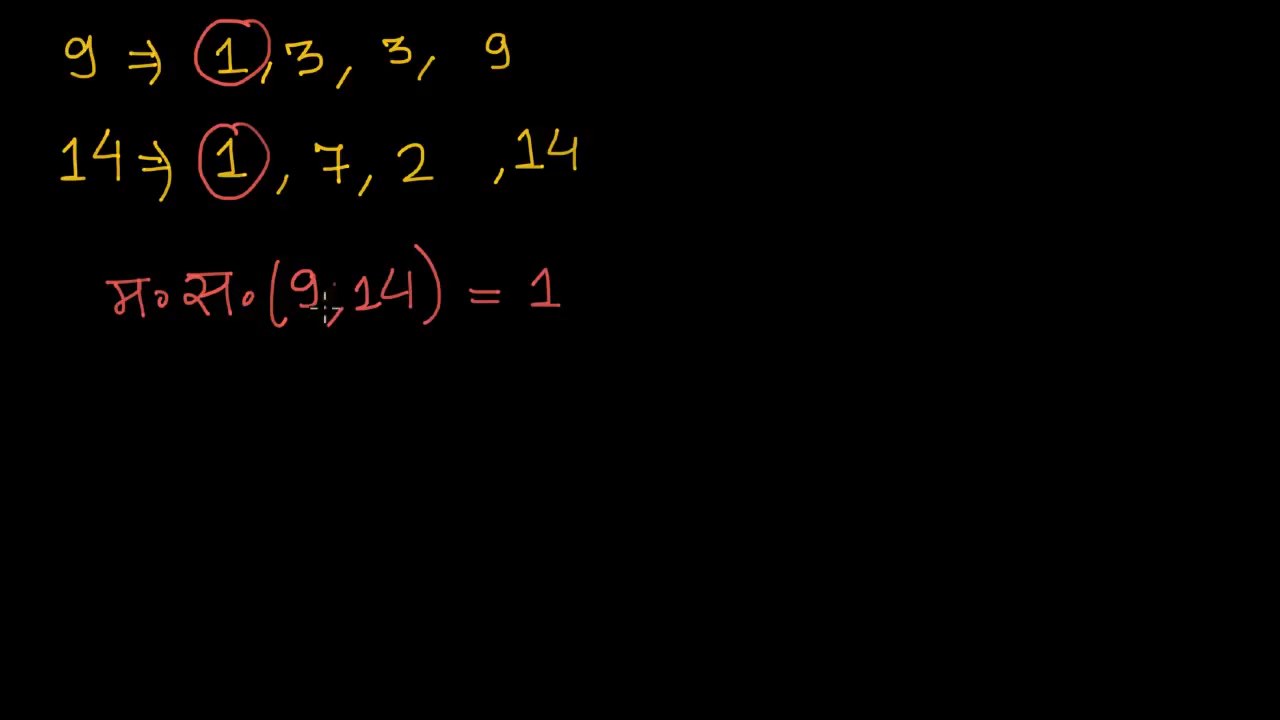 9 ⇒ 1, 3, 3, 9
14 ⇒ 1, 7, 2 , 14
म॰ स॰ (9, 14) = 1